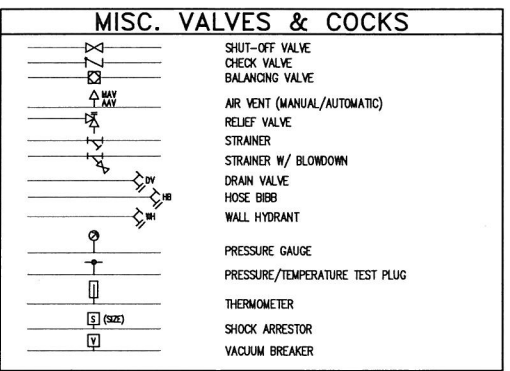 MISC. VALVES & COCKS
SHUT-OFF VALVE
CHECK VALVE
BALANCING VALVE
MAV
AAV
AIR VENT (MANUAL/AUTOMATIC)
RELIEF VALVE
STRAINER
STRAINER W/ BLOWDOWN
DV
DRAIN VALVE
HB
HOSE BIBB
WH
WALL HYDRANT
PRESSURE GAUGE
PRESSURE/TEMPERATURE TEST PLUG
THERMOMETER
S (SIZE)
SHOCK ARRESTOR
V
VACUUM BREAKER